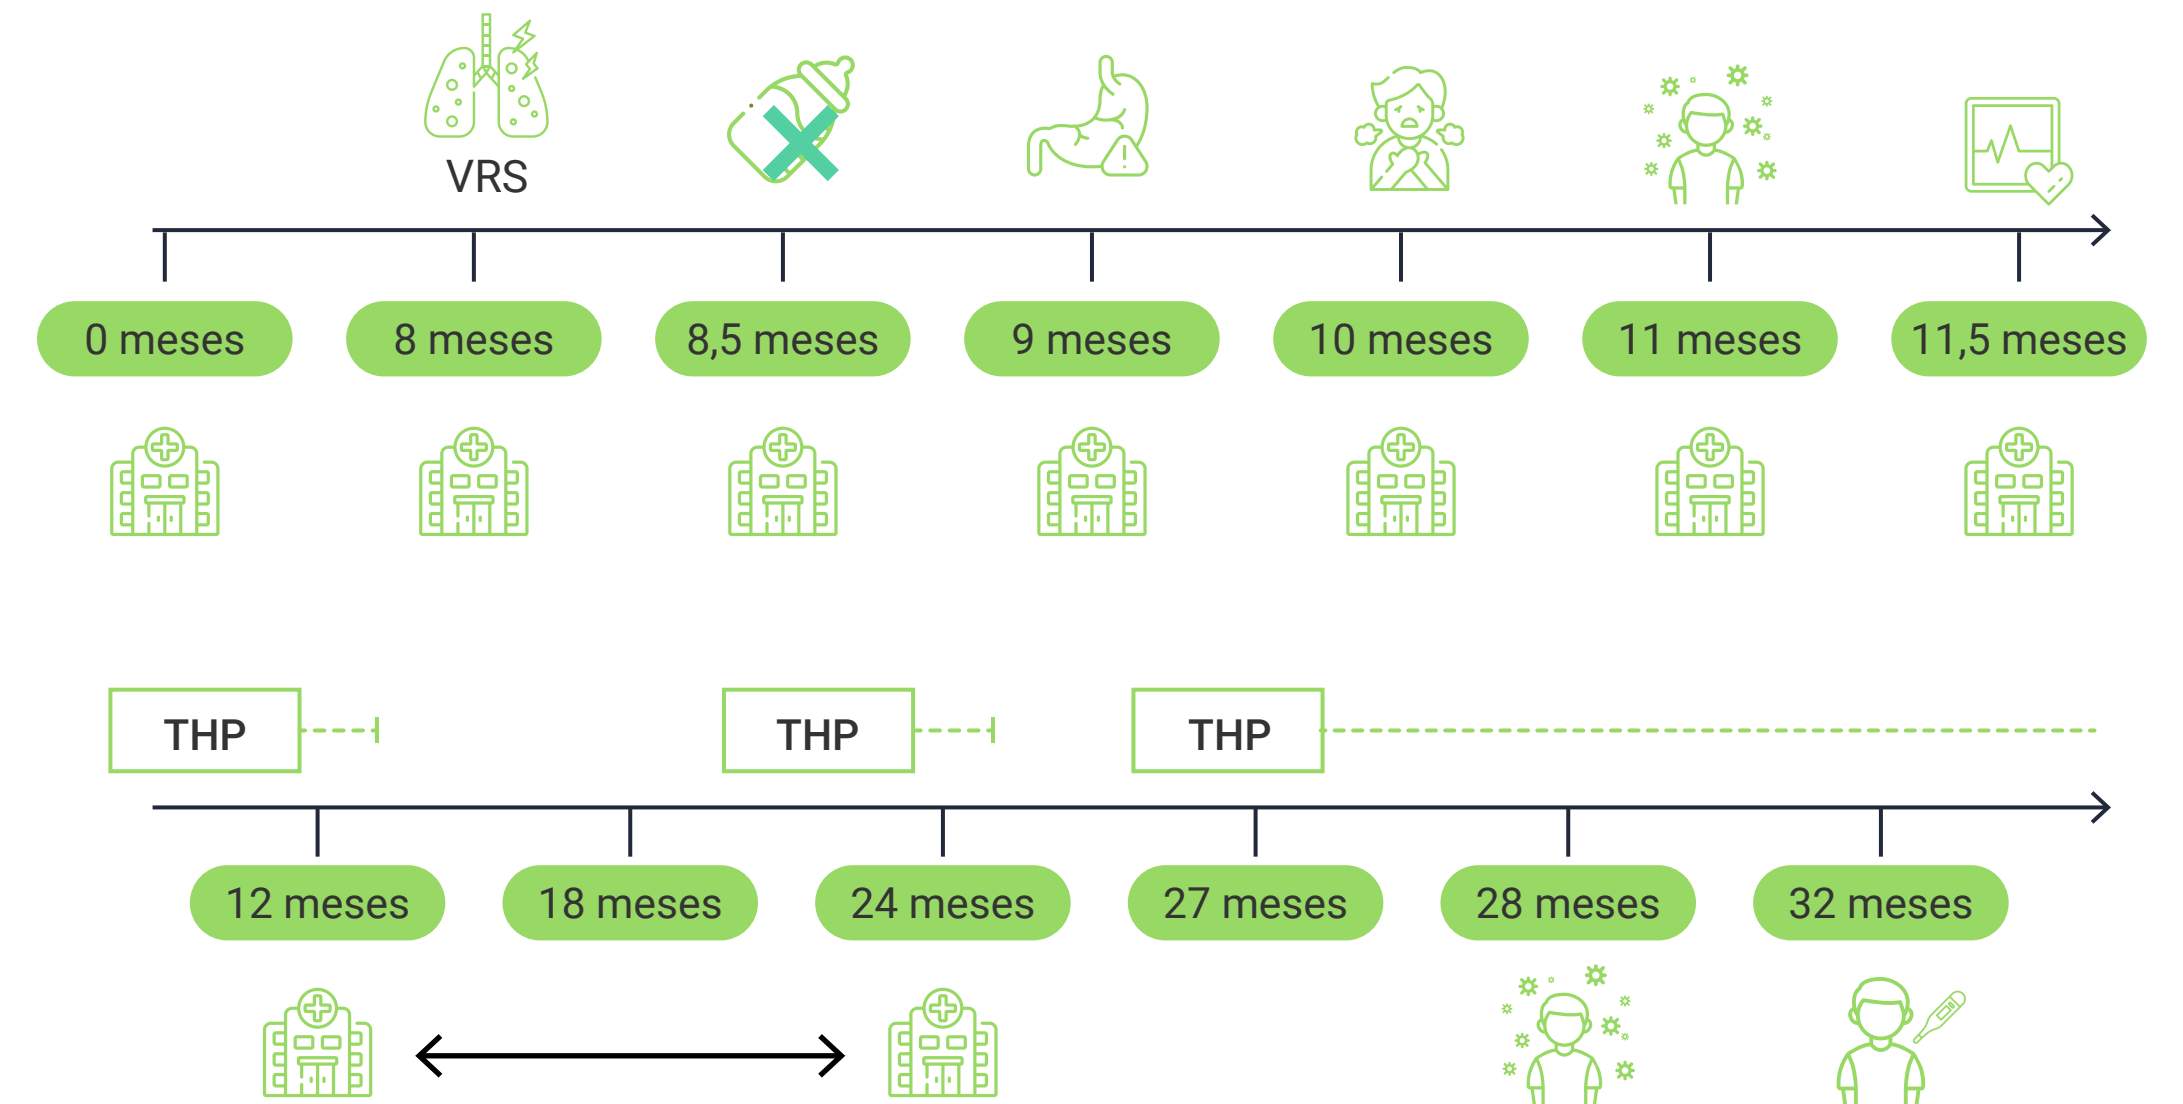 VRS
0 meses
8 meses
8,5 meses
9 meses
10 meses
11 meses
11,5 meses
THP
THP
THP
12 meses
18 meses
24 meses
27 meses
28 meses
32 meses